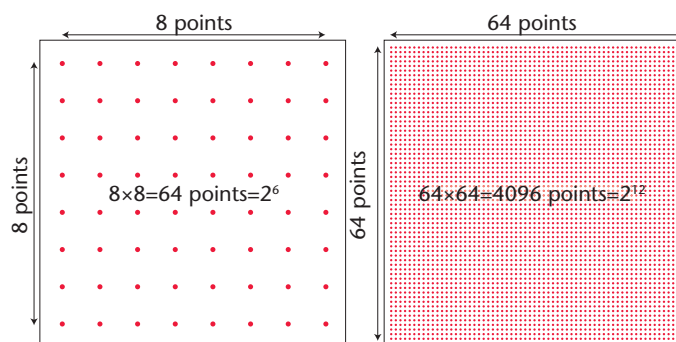 8 points
64 points
8 points
8×8=64 points=2⁶
64 points
64×64=4096 points=2¹²